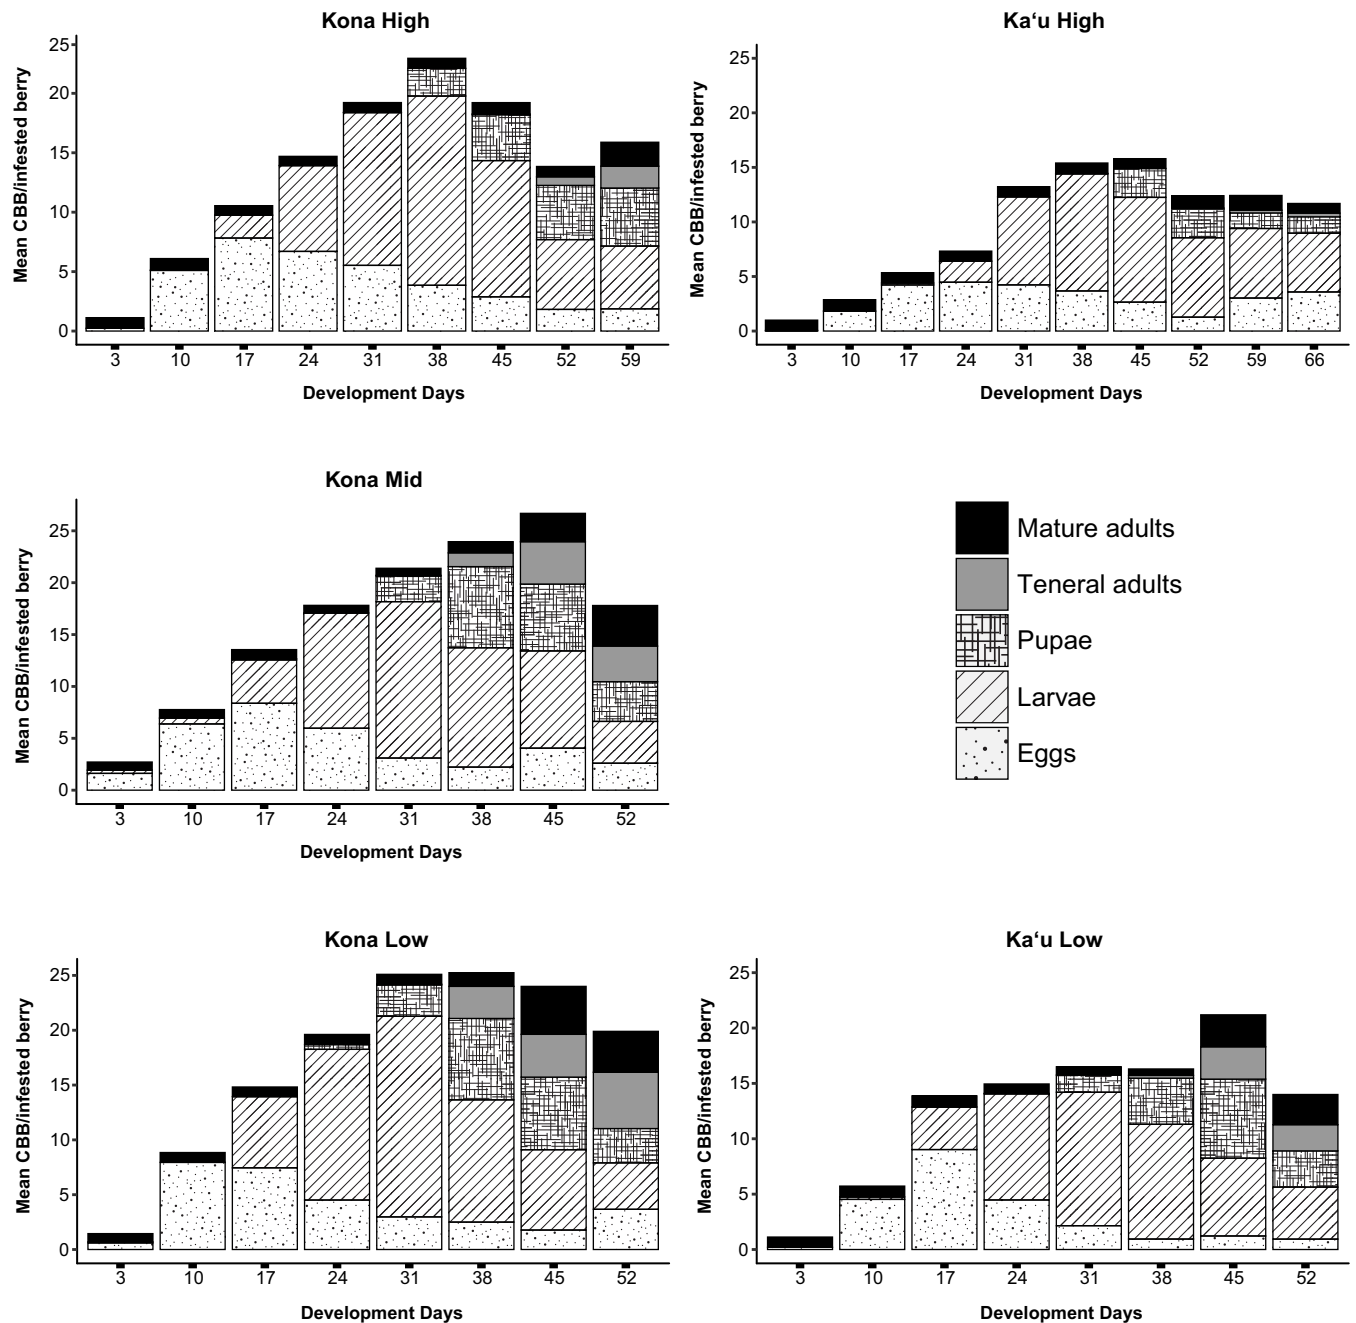 Kona High
Mean CBB/infested berry
25
20
15
10
5
0
3 10 17 24 31 38 45 52 59
Development Days
Kaʻu High
Mean CBB/infested berry
25
20
15
10
5
0
3 10 17 24 31 38 45 52 59 66
Development Days
Kona Mid
Mean CBB/infested berry
25
20
15
10
5
0
3 10 17 24 31 38 45 52
Development Days
Mature adults
Teneral adults
Pupae
Larvae
Eggs
Kona Low
Mean CBB/infested berry
25
20
15
10
5
0
3 10 17 24 31 38 45 52
Development Days
Kaʻu Low
Mean CBB/infested berry
25
20
15
10
5
0
3 10 17 24 31 38 45 52
Development Days